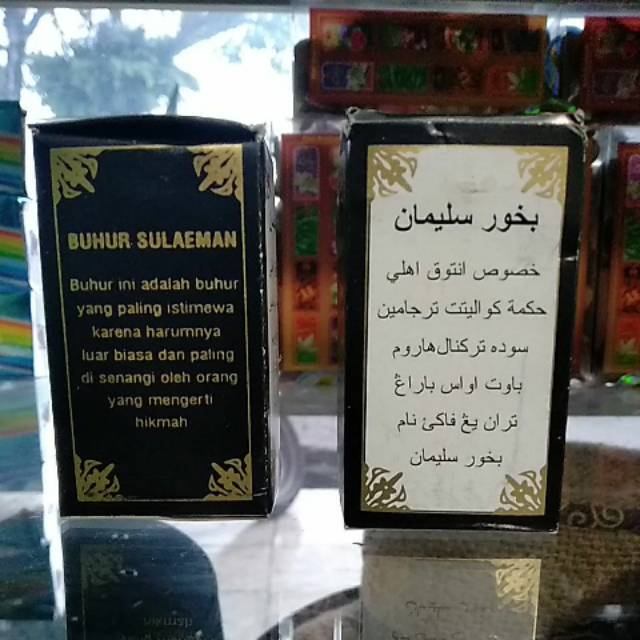 BUHUR SULAEMAN
Buhur ini adalah buhur
yang paling istimewa
karena harumnya
luar biasa dan paling
di senangi oleh orang
yang mengerti
hikmah
بخور سليمان
خصوص انتوق اهلي
حكمة كواليتت ترجامين
سوده تركنال هاروم
باوت اواس باراڠ
تران يڠ فاكئ نام
بخور سليمان